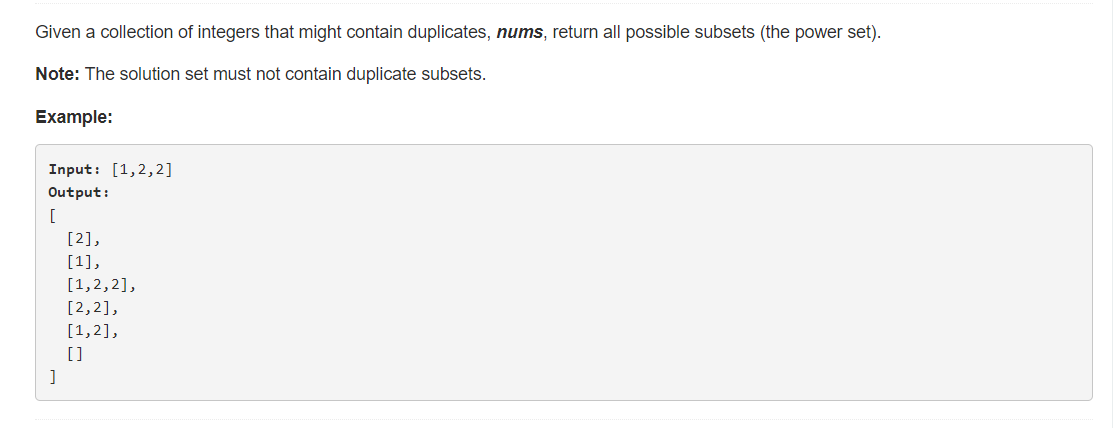 Given a collection of integers that might contain duplicates, nums, return all possible subsets (the power set).
Note: The solution set must not contain duplicate subsets.
Example:
Input: [1,2,2]
Output:
[
  [2],
  [1],
  [1,2,2],
  [2,2],
  [1,2],
  []
]